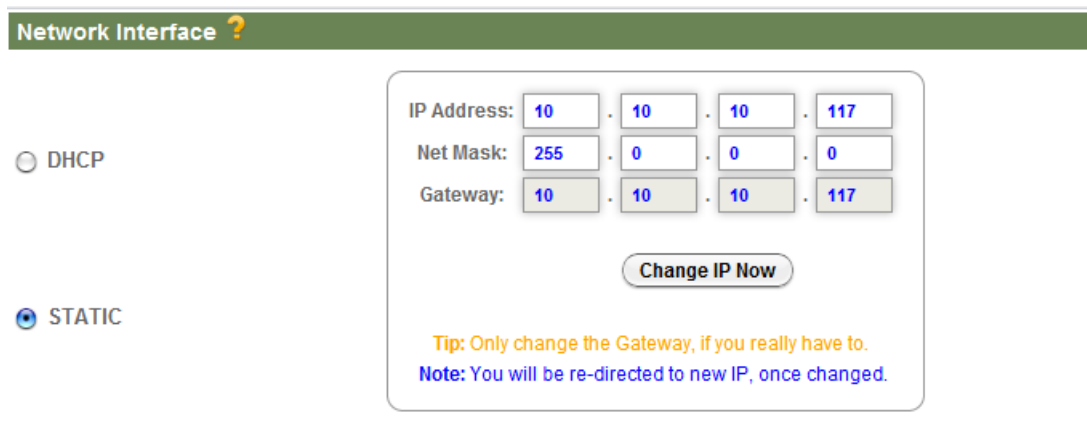 Network Interface ?
IP Address: 10 . 10 . 10 . 117
DHCP
Net Mask: 255 . 0 . 0 . 0
Gateway: 10 . 10 . 10 . 117
Change IP Now
STATIC
Tip: Only change the Gateway, if you really have to.
Note: You will be re-directed to new IP, once changed.